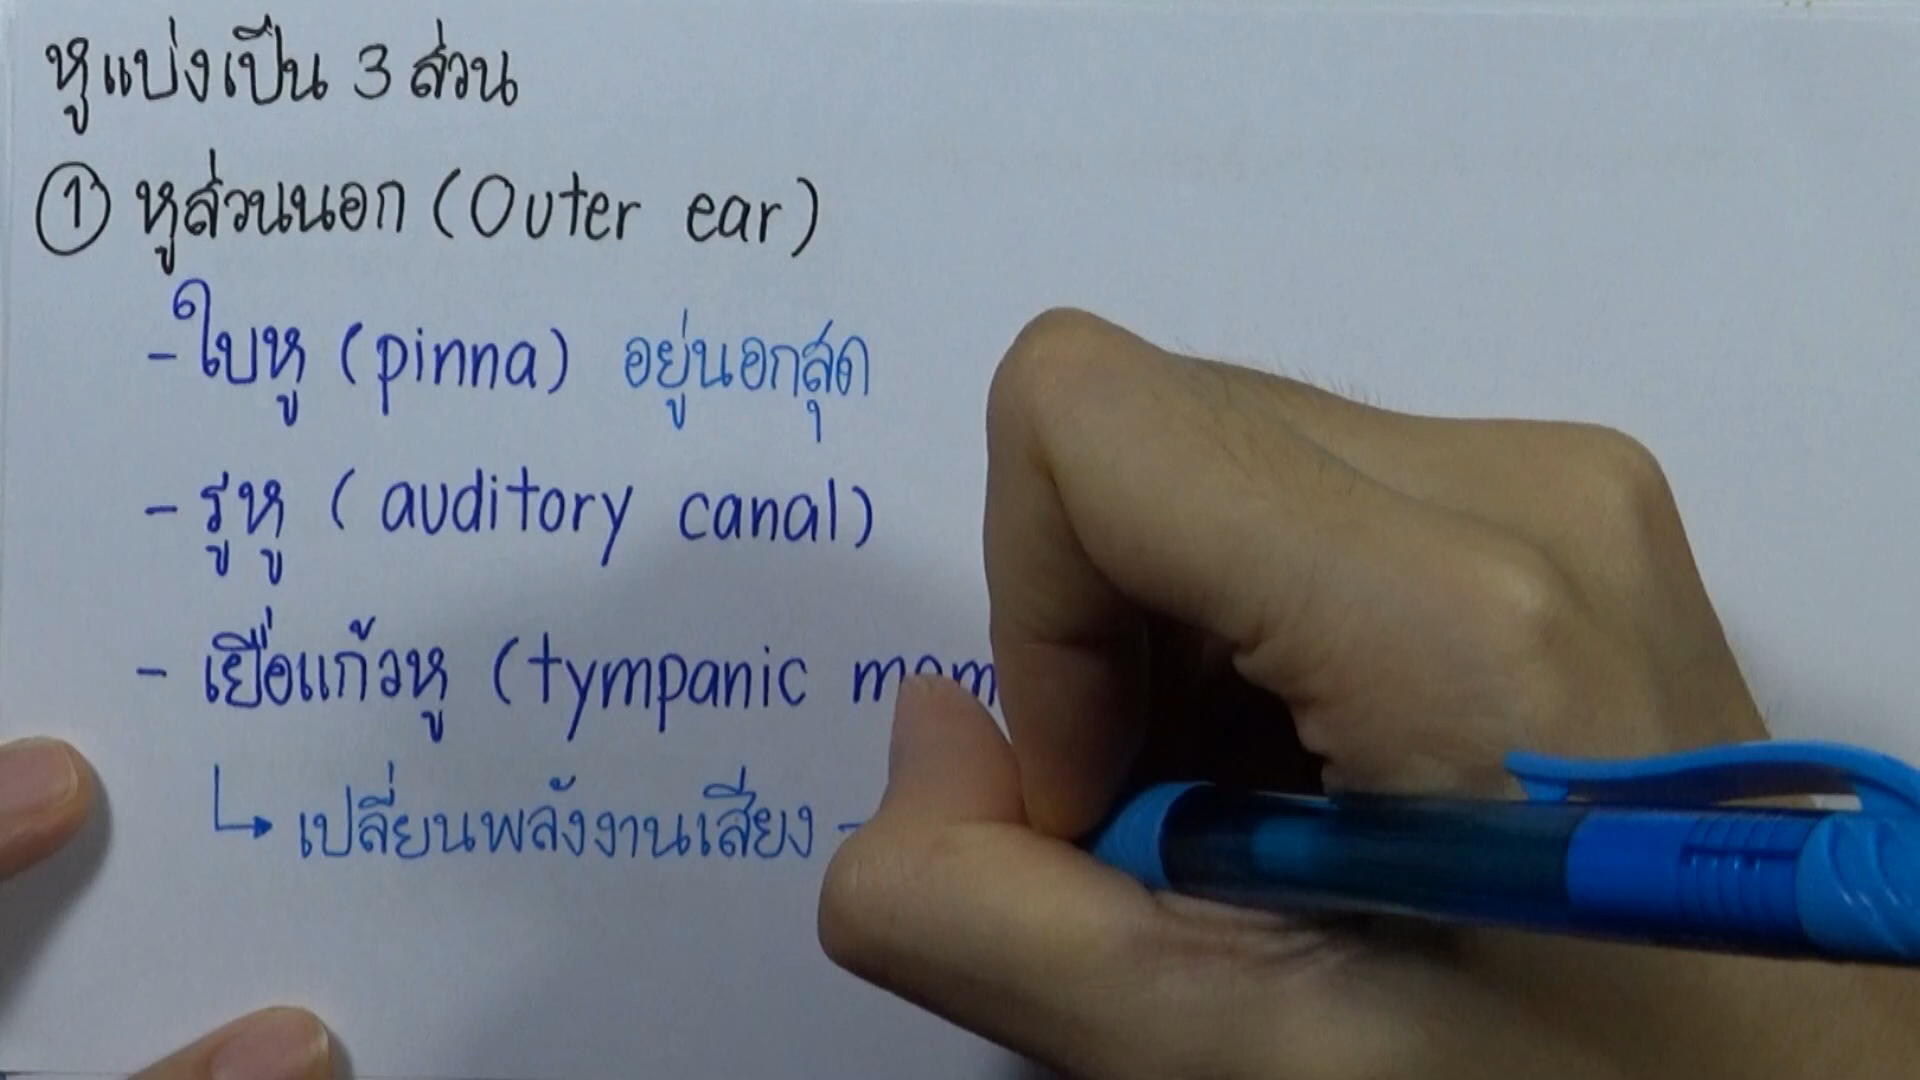 หูแบ่งเป็น 3 ส่วน
① หูส่วนนอก (Outer ear)
- ใบหู (pinna) อยู่นอกสุด
- รูหู (auditory canal)
- เยื่อแก้วหู (tympanic mem
↳ เปลี่ยนพลังงานเสียง -